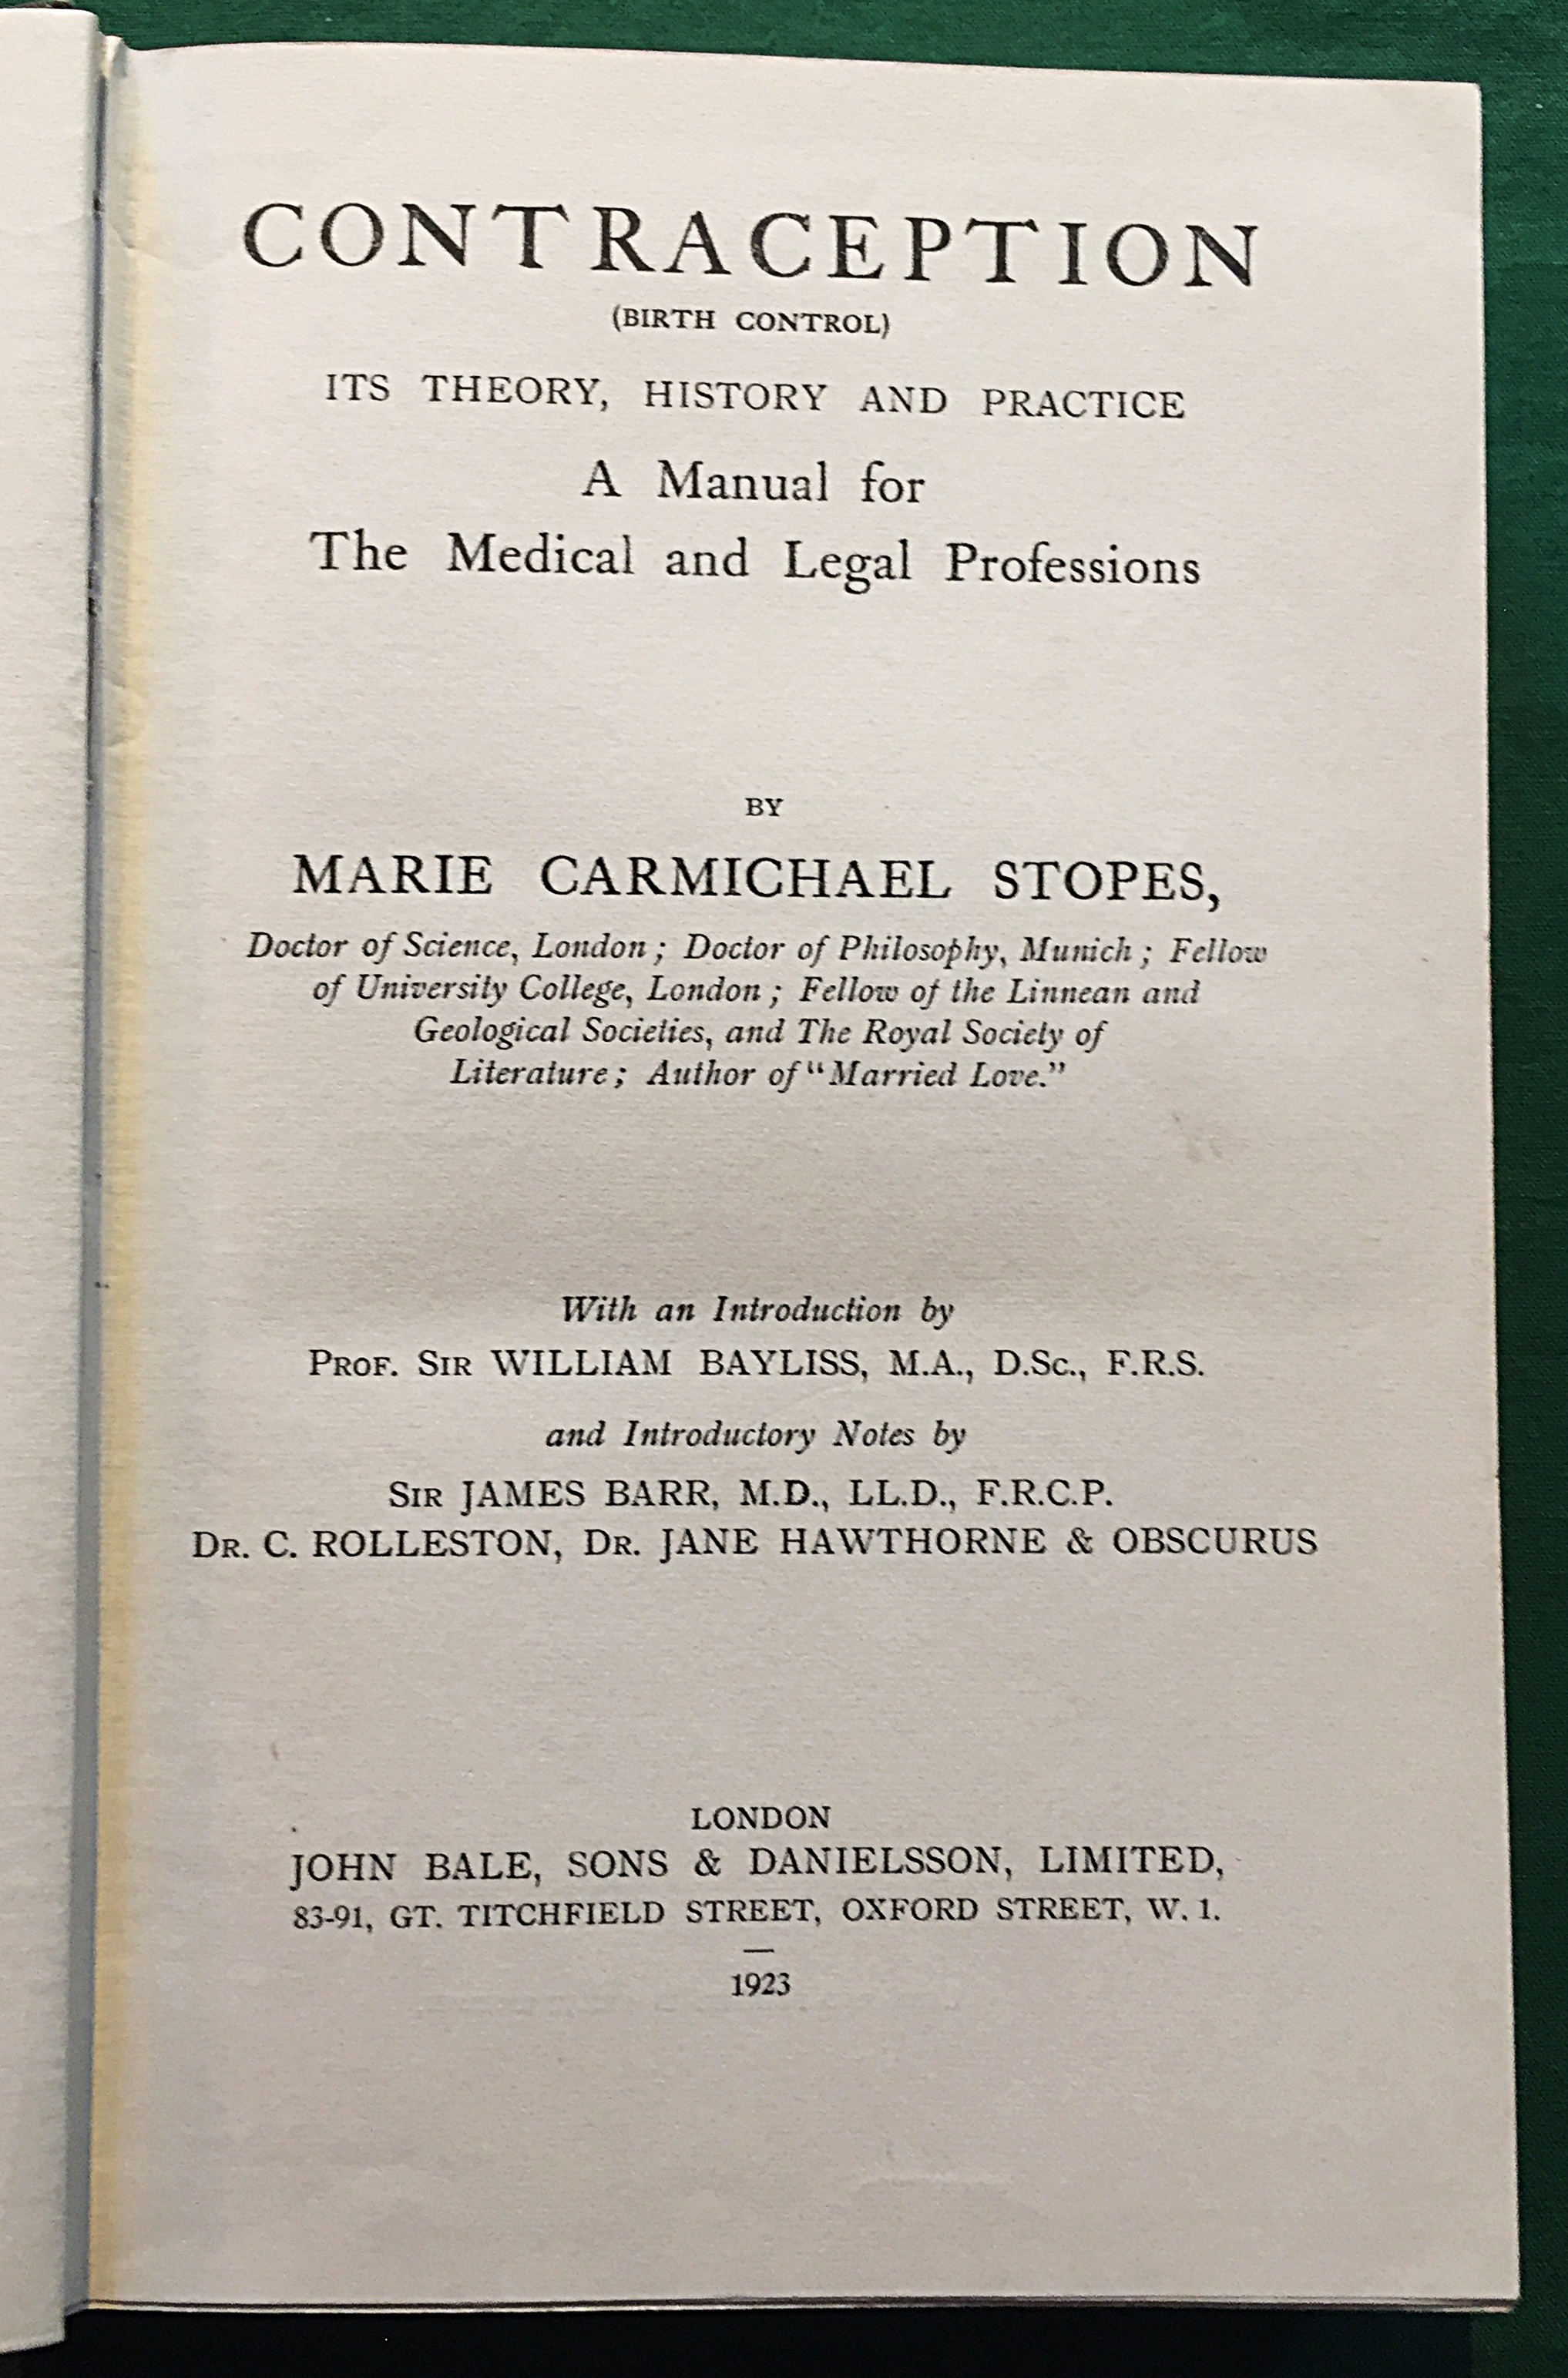 CONTRACEPTION
(BIRTH CONTROL)
ITS THEORY, HISTORY AND PRACTICE
A Manual for
The Medical and Legal Professions
BY
MARIE CARMICHAEL STOPES,
Doctor of Science, London; Doctor of Philosophy, Munich; Fellow
of University College, London; Fellow of the Linnean and
Geological Societies, and The Royal Society of
Literature; Author of "Married Love."
With an Introduction by
PROF. SIR WILLIAM BAYLISS, M.A., D.Sc., F.R.S.
and Introductory Notes by
SIR JAMES BARR, M.D., LL.D., F.R.C.P.
DR. C. ROLLESTON, DR. JANE HAWTHORNE & OBSCURUS
LONDON
JOHN BALE, SONS & DANIELSSON, LIMITED,
83-91, GT. TITCHFIELD STREET, OXFORD STREET, W. 1.
1923